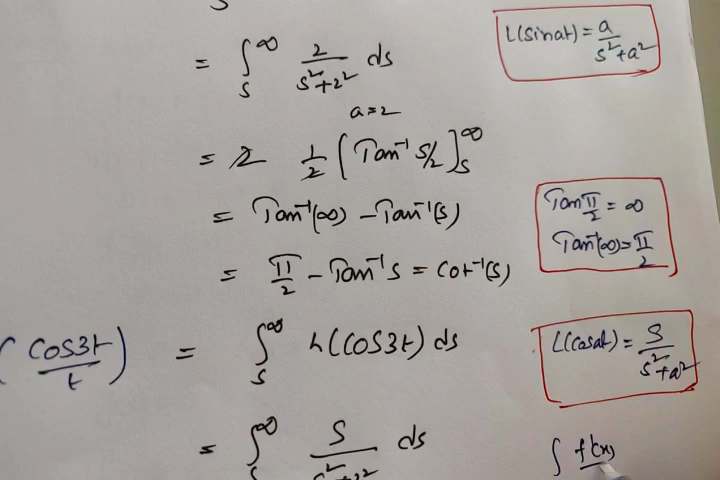 = ∫_s^∞ 2/(s²+2²) ds
L(sinat) = a/(s²+a²)
a=2
= 2 1/2 [Tan⁻¹ s/2]_s^∞
= Tan⁻¹(∞) - Tan⁻¹(s)
Tan π/2 = ∞
Tan⁻¹(∞) = π/2
= π/2 - Tan⁻¹ s = Cot⁻¹(s)
(cos3t/t) = ∫_s^∞ L(cos3t) ds
L(cosat) = s/(s²+a²)
= ∫_s^∞ s/ ds
∫ f'(x)